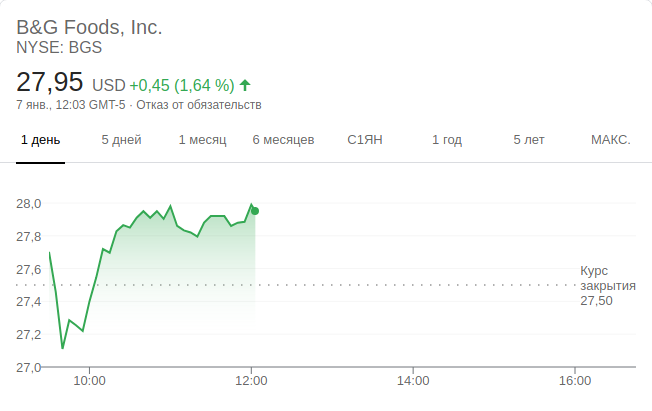 B&G Foods, Inc.
NYSE: BGS
27,95 USD +0,45 (1,64 %)
7 янв., 12:03 GMT-5 · Отказ от обязательств
1 день 5 дней 1 месяц 6 месяцев С1ЯН 1 год 5 лет МАКС.
28,0
27,8
27,6
27,4
27,2
27,0
Курс
закрытия
27,50
10:00 12:00 14:00 16:00